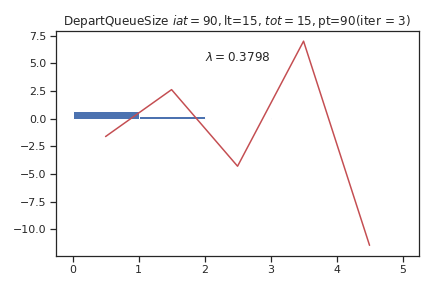 DepartQueueSize iat = 90,lt=15, tot = 15,pt=90(iter = 3)
λ = 0.3798
7.5
5.0
2.5
0.0
−2.5
−5.0
−7.5
−10.0
0 1 2 3 4 5